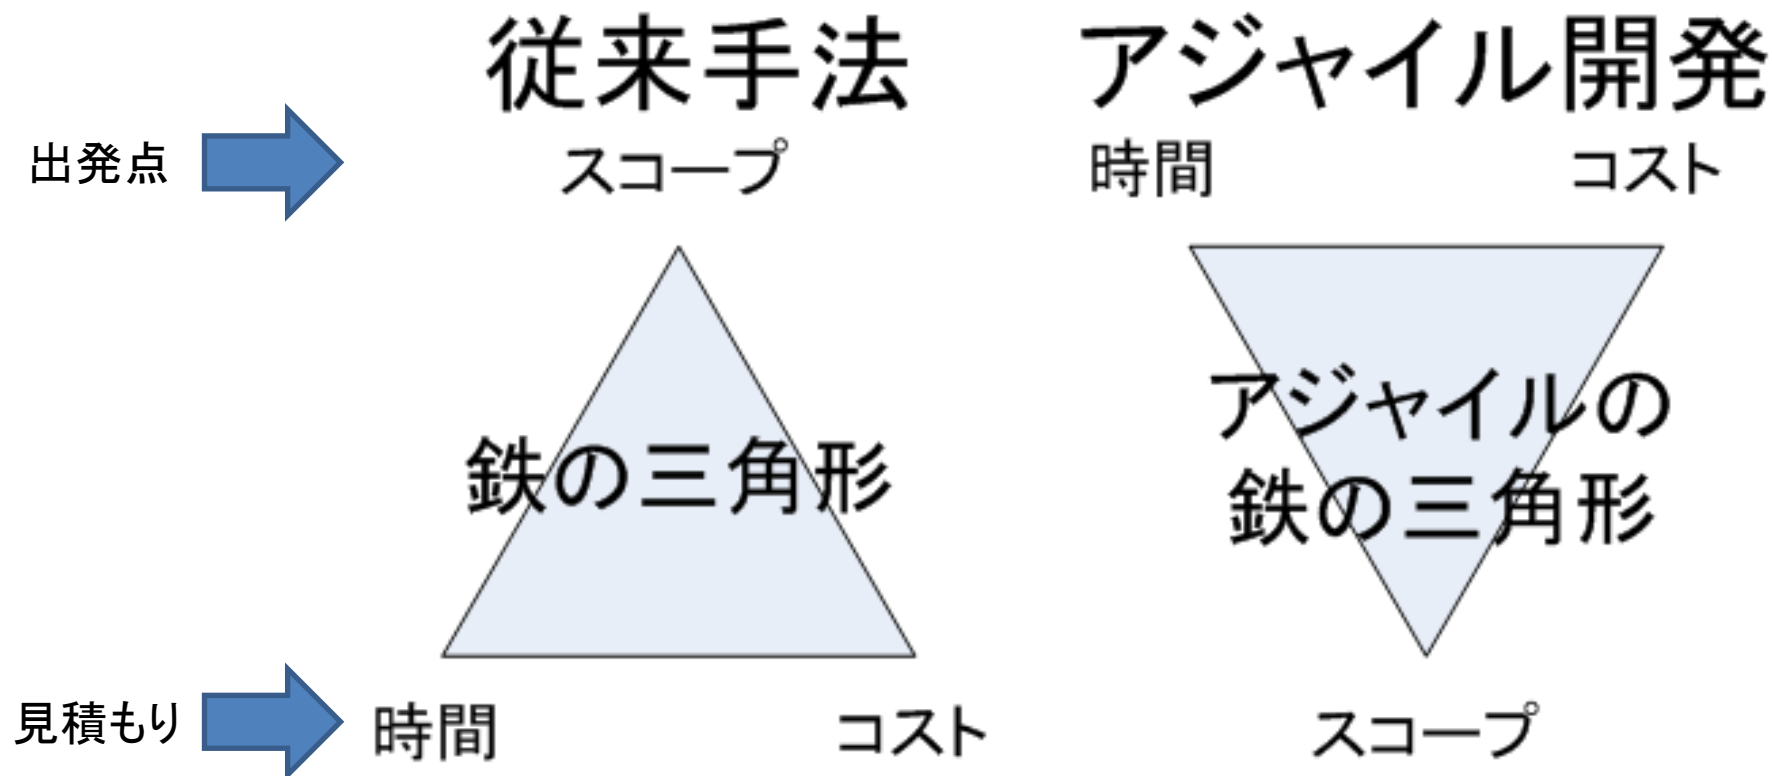 従来手法
アジャイル開発
出発点
スコープ
時間
コスト
鉄の三角形
アジャイルの
鉄の三角形
見積もり
時間
コスト
スコープ